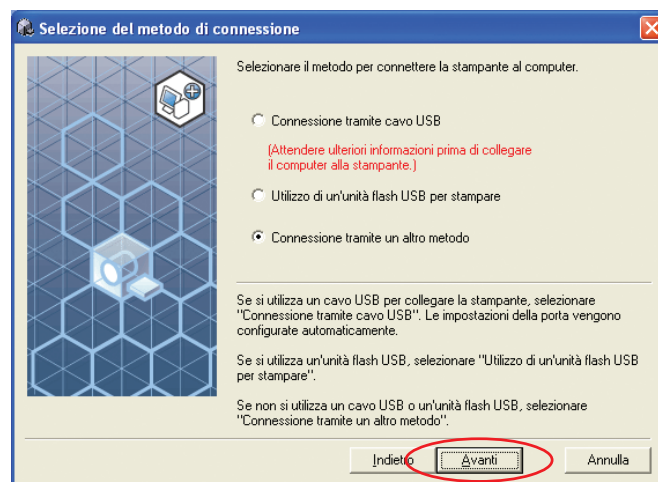 Selezione del metodo di connessione
Selezionare il metodo per connettere la stampante al computer.
Connessione tramite cavo USB
(Attendere ulteriori informazioni prima di collegare
il computer alla stampante.)
Utilizzo di un'unità flash USB per stampare
Connessione tramite un altro metodo
Se si utilizza un cavo USB per collegare la stampante, selezionare
"Connessione tramite cavo USB". Le impostazioni della porta vengono
configurate automaticamente.
Se si utilizza un'unità flash USB, selezionare "Utilizzo di un'unità flash USB
per stampare".
Se non si utilizza un cavo USB o un'unità flash USB, selezionare
"Connessione tramite un altro metodo".
Indietro Avanti Annulla